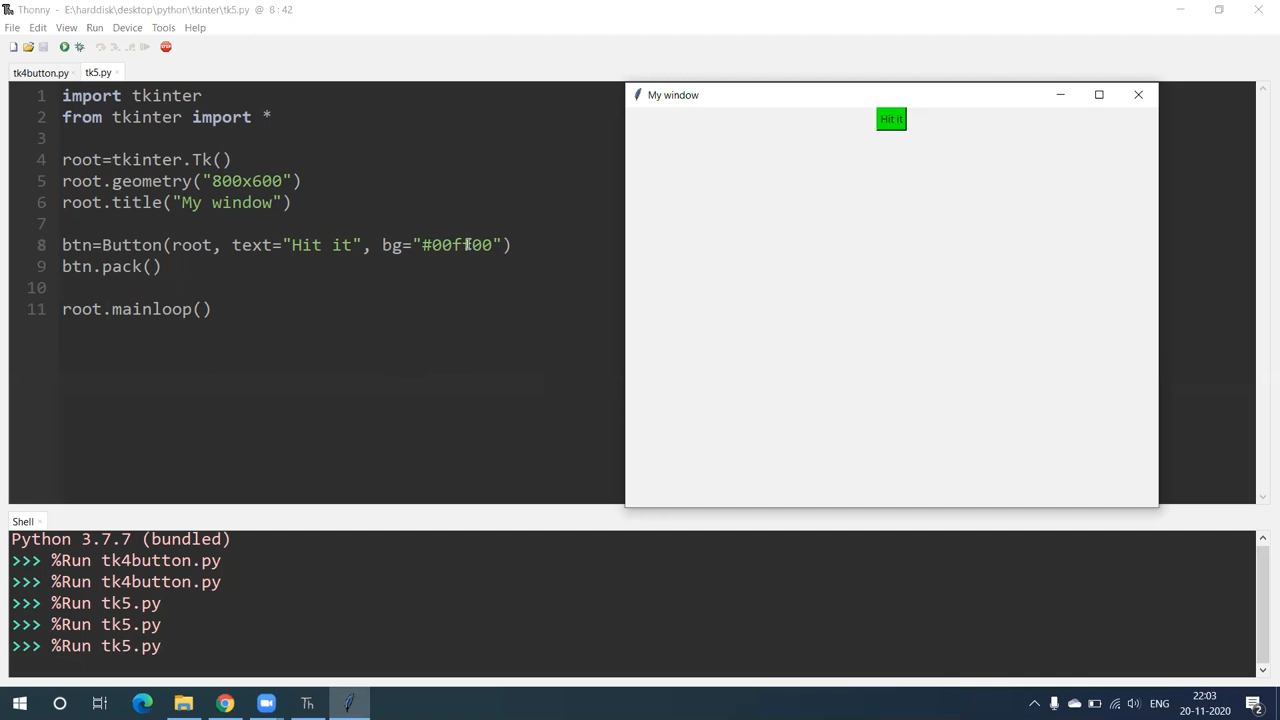 Thonny - E:\harddisk\desktop\python\tkinter\tk5.py @ 8:42
File Edit View Run Device Tools Help
STOP
tk4button.py × tk5.py ×
1 import tkinter
2 from tkinter import *
3
4 root=tkinter.Tk()
5 root.geometry("800x600")
6 root.title("My window")
7
8 btn=Button(root, text="Hit it", bg="#00ff00")
9 btn.pack()
10
11 root.mainloop()
My window
Hit it
Shell ×
Python 3.7.7 (bundled)
>>> %Run tk4button.py
>>> %Run tk4button.py
>>> %Run tk5.py
>>> %Run tk5.py
>>> %Run tk5.py
Th
ENG
22:03
20-11-2020
2